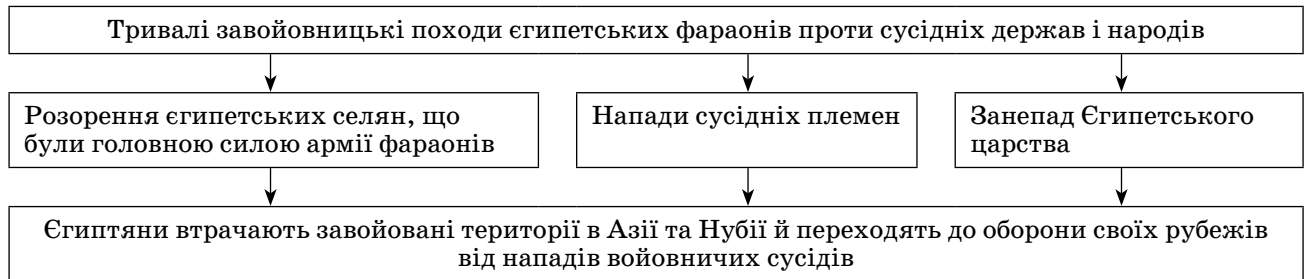 Тривалі завойовницькі походи єгипетських фараонів проти сусідніх держав і народів
Розорення єгипетських селян, що
були головною силою армії фараонів
Напади сусідніх племен
Занепад Єгипетського
царства
Єгиптяни втрачають завойовані території в Азії та Нубії й переходять до оборони своїх рубежів
від нападів войовничих сусідів